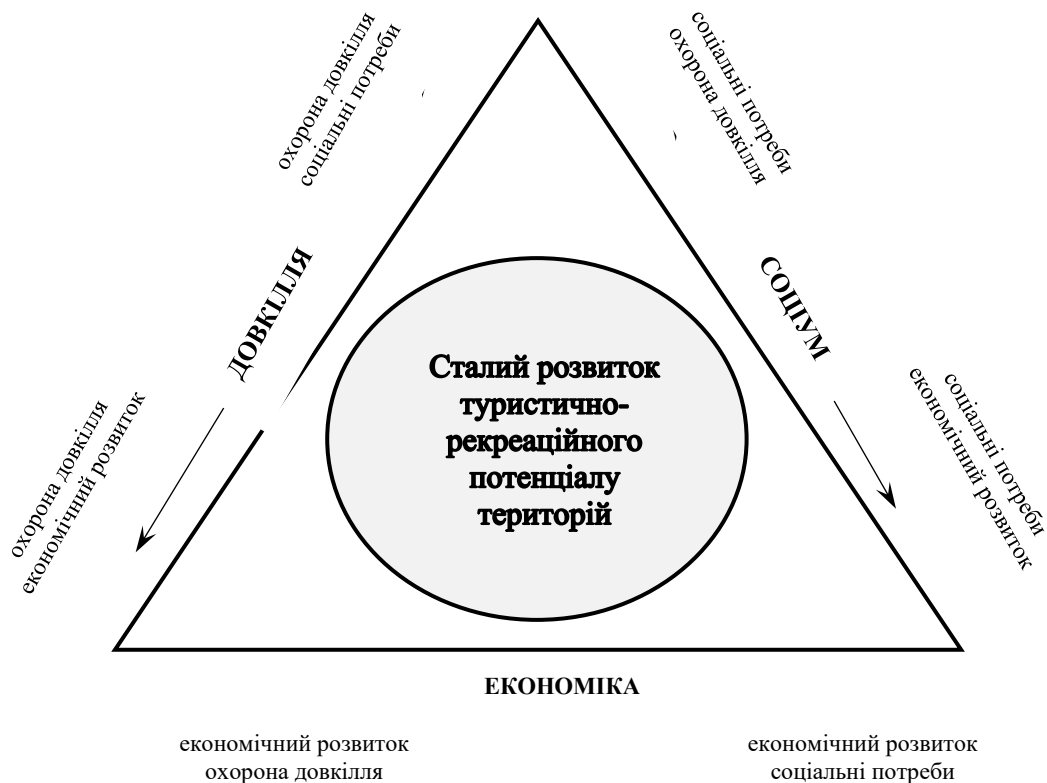 охорона довкілля
соціальні потреби
соціальні потреби
охорона довкілля
ДОВКІЛЛЯ
СОЦІУМ
Сталий розвиток
туристично-
рекреаційного
потенціалу
територій
охорона довкілля
економічний розвиток
соціальні потреби
економічний розвиток
ЕКОНОМІКА
економічний розвиток
охорона довкілля
економічний розвиток
соціальні потреби